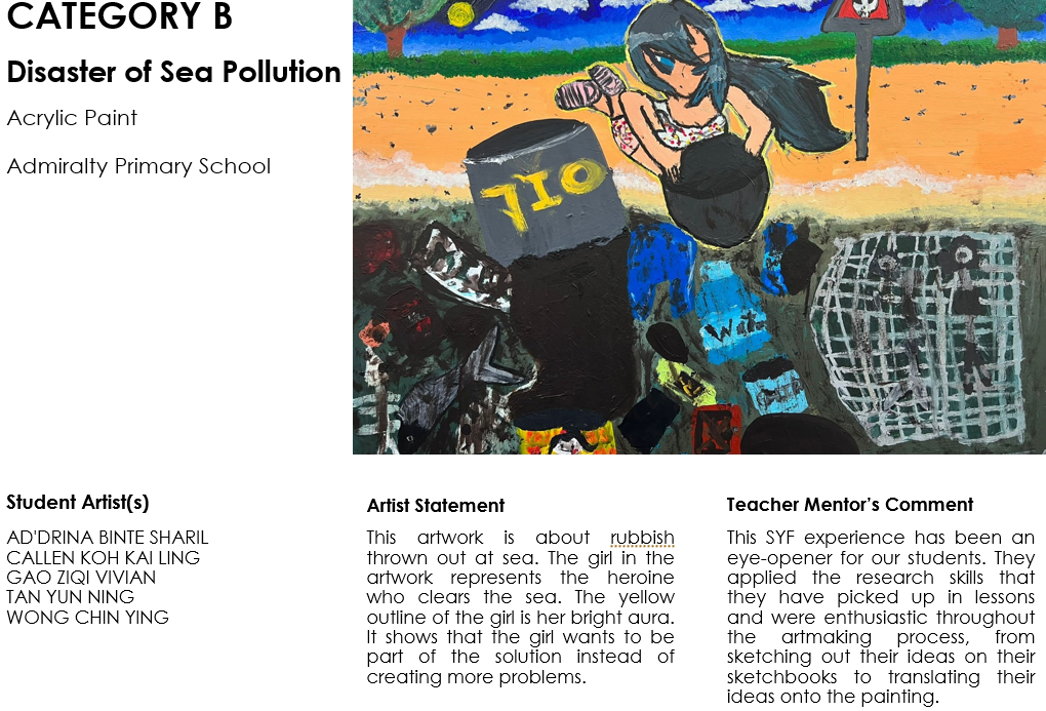 CATEGORY B
Disaster of Sea Pollution
Acrylic Paint
Admiralty Primary School
OIL
Water
Student Artist(s)
AD'DRINA BINTE SHARIL
CALLEN KOH KAI LING
GAO ZIQI VIVIAN
TAN YUN NING
WONG CHIN YING
Artist Statement
This artwork is about rubbish
thrown out at sea. The girl in the
artwork represents the heroine
who clears the sea. The yellow
outline of the girl is her bright aura.
It shows that the girl wants to be
part of the solution instead of
creating more problems.
Teacher Mentor's Comment
This SYF experience has been an
eye-opener for our students. They
applied the research skills that
they have picked up in lessons
and were enthusiastic throughout
the artmaking process, from
sketching out their ideas on their
sketchbooks to translating their
ideas onto the painting.